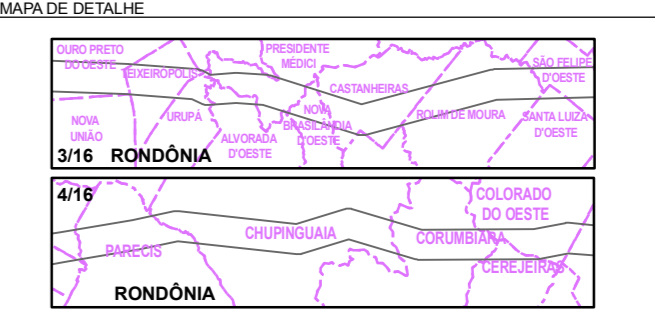 MAPA DE DETALHE
OURO PRETO
DO OESTE
TEIXEIRÓPOLIS
PRESIDENTE
MÉDICI
CASTANHEIRAS
SÃO FELIPE
D'OESTE
NOVA
UNIÃO
URUPÁ
ALVORADA
D'OESTE
NOVA
BRASILÂNDIA
D'OESTE
ROLIM DE MOURA
SANTA LUIZA
D'OESTE
3/16 RONDÔNIA
4/16
PARECIS
CHUPINGUAIA
COLORADO
DO OESTE
CORUMBIARA
CEREJEIRAS
RONDÔNIA